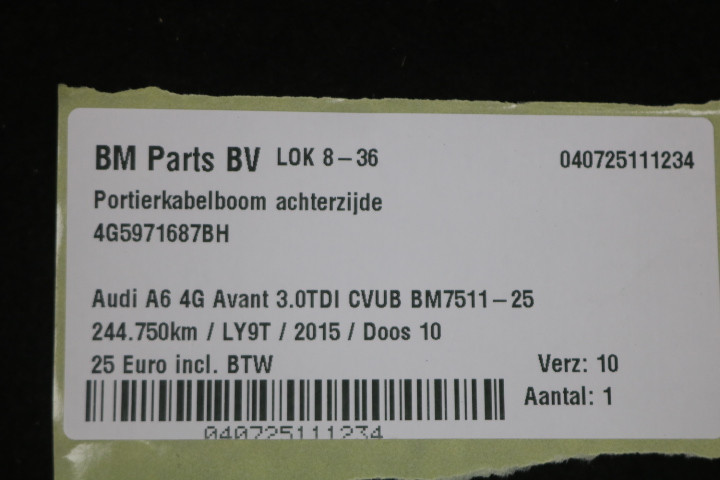 BM Parts BV LOK 8-36 040725111234
Portierkabelboom achterzijde
4G5971687BH
Audi A6 4G Avant 3.0TDI CVUB BM7511-25
244.750km / LY9T / 2015 / Doos 10
25 Euro incl. BTW Verz: 10
Aantal: 1
040725111234